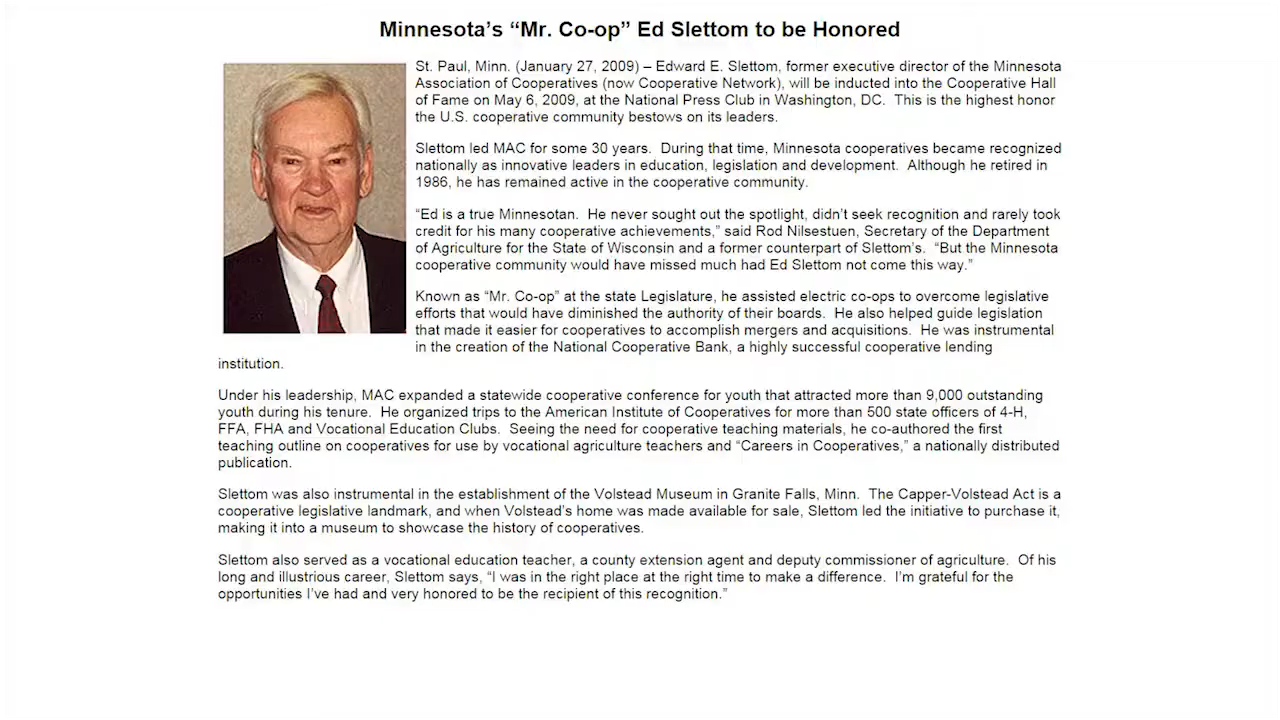 Minnesota's “Mr. Co-op” Ed Slettom to be Honored
St. Paul, Minn. (January 27, 2009) – Edward E. Slettom, former executive director of the Minnesota
Association of Cooperatives (now Cooperative Network), will be inducted into the Cooperative Hall
of Fame on May 6, 2009, at the National Press Club in Washington, DC. This is the highest honor
the U.S. cooperative community bestows on its leaders.
Slettom led MAC for some 30 years. During that time, Minnesota cooperatives became recognized
nationally as innovative leaders in education, legislation and development. Although he retired in
1986, he has remained active in the cooperative community.
“Ed is a true Minnesotan. He never sought out the spotlight, didn't seek recognition and rarely took
credit for his many cooperative achievements,” said Rod Nilsestuen, Secretary of the Department
of Agriculture for the State of Wisconsin and a former counterpart of Slettom's. “But the Minnesota
cooperative community would have missed much had Ed Slettom not come this way.”
Known as “Mr. Co-op” at the state Legislature, he assisted electric co-ops to overcome legislative
efforts that would have diminished the authority of their boards. He also helped guide legislation
that made it easier for cooperatives to accomplish mergers and acquisitions. He was instrumental
in the creation of the National Cooperative Bank, a highly successful cooperative lending
institution.
Under his leadership, MAC expanded a statewide cooperative conference for youth that attracted more than 9,000 outstanding
youth during his tenure. He organized trips to the American Institute of Cooperatives for more than 500 state officers of 4-H,
FFA, FHA and Vocational Education Clubs. Seeing the need for cooperative teaching materials, he co-authored the first
teaching outline on cooperatives for use by vocational agriculture teachers and “Careers in Cooperatives,” a nationally distributed
publication.
Slettom was also instrumental in the establishment of the Volstead Museum in Granite Falls, Minn. The Capper-Volstead Act is a
cooperative legislative landmark, and when Volstead's home was made available for sale, Slettom led the initiative to purchase it,
making it into a museum to showcase the history of cooperatives.
Slettom also served as a vocational education teacher, a county extension agent and deputy commissioner of agriculture. Of his
long and illustrious career, Slettom says, “I was in the right place at the right time to make a difference. I'm grateful for the
opportunities I've had and very honored to be the recipient of this recognition.”